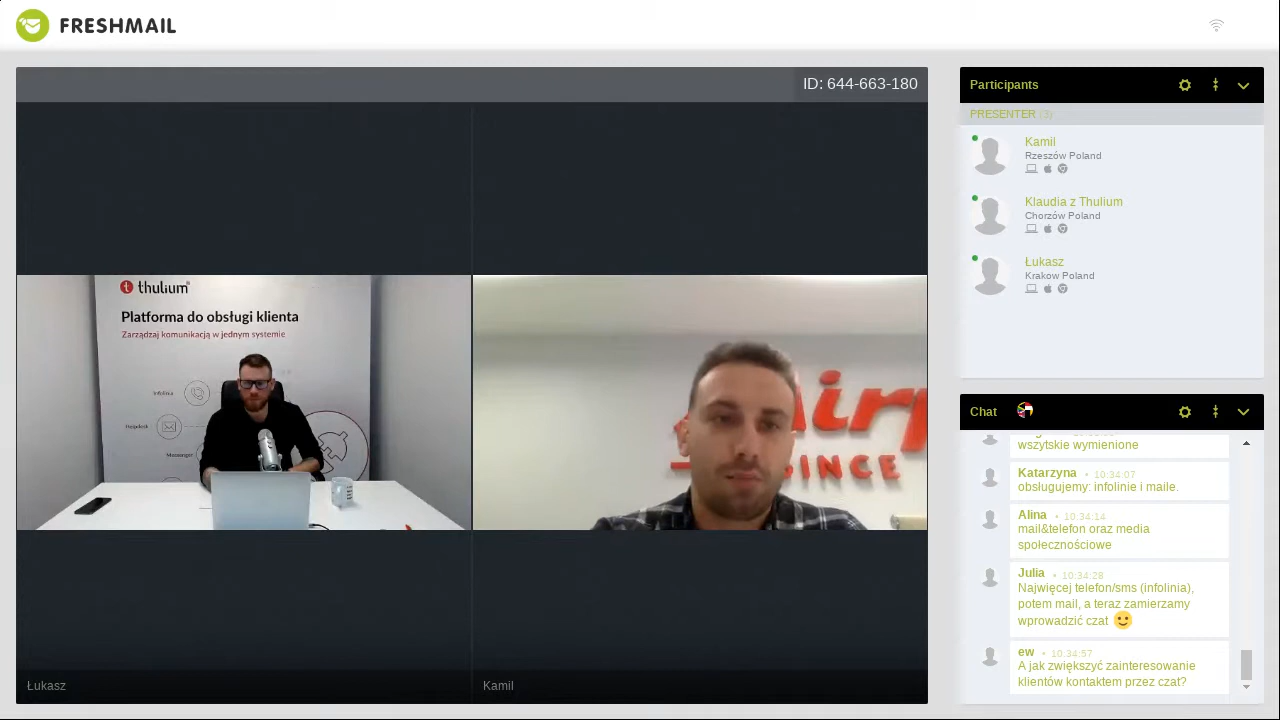 FRESHMAIL
ID: 644-663-180
thulium
Platforma do obsługi klienta
Zarządzaj komunikacją w jednym systemie
Infolinia
Helpdesk
Messenger
INCE
Łukasz
Kamil
Participants
PRESENTER (3)
Kamil
Rzeszów Poland
Klaudia z Thulium
Chorzów Poland
Łukasz
Krakow Poland
Chat
wszytskie wymienione
Katarzyna • 10:34:07
obsługujemy: infolinie i maile.
Alina • 10:34:14
mail&telefon oraz media
społecznościowe
Julia • 10:34:28
Najwięcej telefon/sms (infolinia),
potem mail, a teraz zamierzamy
wprowadzić czat
ew • 10:34:57
A jak zwiększyć zainteresowanie
klientów kontaktem przez czat?